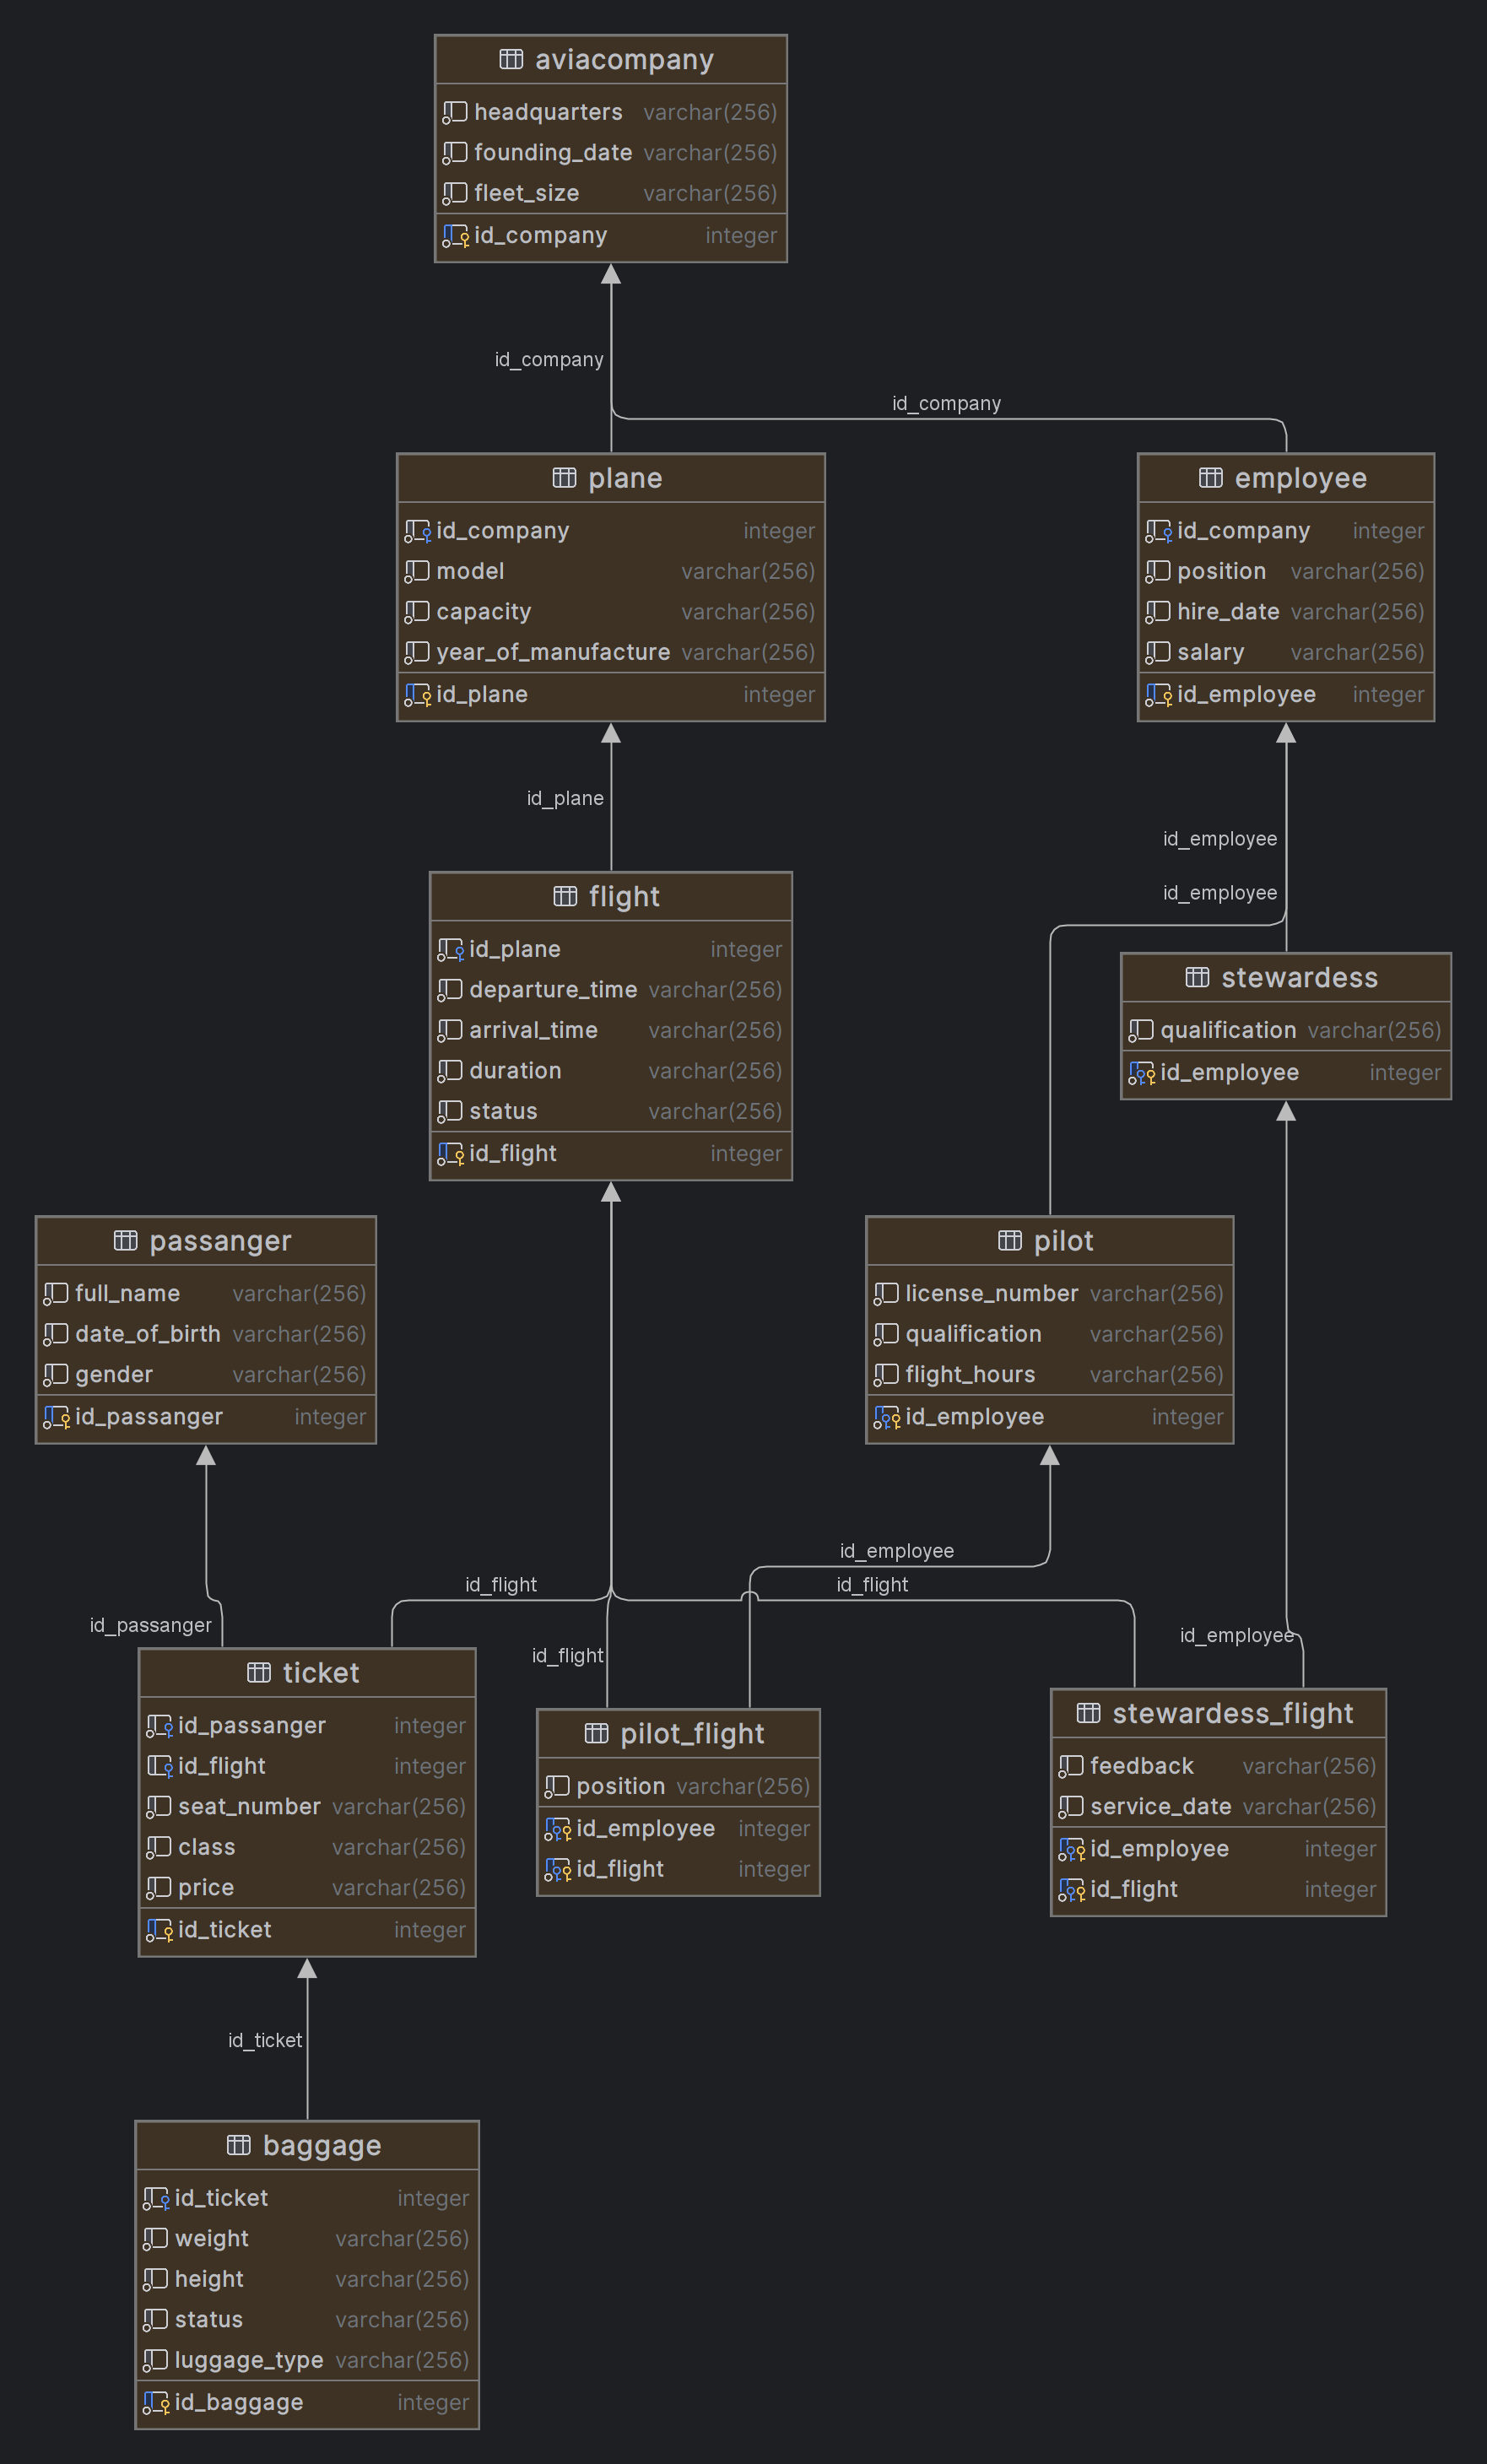 aviacompany
headquarters varchar(256)
founding_date varchar(256)
fleet_size varchar(256)
id_company integer
id_company
id_company
plane
id_company integer
model varchar(256)
capacity varchar(256)
year_of_manufacture varchar(256)
id_plane integer
employee
id_company integer
position varchar(256)
hire_date varchar(256)
salary varchar(256)
id_employee integer
id_plane
id_employee
id_employee
flight
id_plane integer
departure_time varchar(256)
arrival_time varchar(256)
duration varchar(256)
status varchar(256)
id_flight integer
stewardess
qualification varchar(256)
id_employee integer
passanger
full_name varchar(256)
date_of_birth varchar(256)
gender varchar(256)
id_passanger integer
pilot
license_number varchar(256)
qualification varchar(256)
flight_hours varchar(256)
id_employee integer
id_employee
id_flight
id_flight
id_passanger
id_flight
id_employee
ticket
id_passanger integer
id_flight integer
seat_number varchar(256)
class varchar(256)
price varchar(256)
id_ticket integer
pilot_flight
position varchar(256)
id_employee integer
id_flight integer
stewardess_flight
feedback varchar(256)
service_date varchar(256)
id_employee integer
id_flight integer
id_ticket
baggage
id_ticket integer
weight varchar(256)
height varchar(256)
status varchar(256)
luggage_type varchar(256)
id_baggage integer